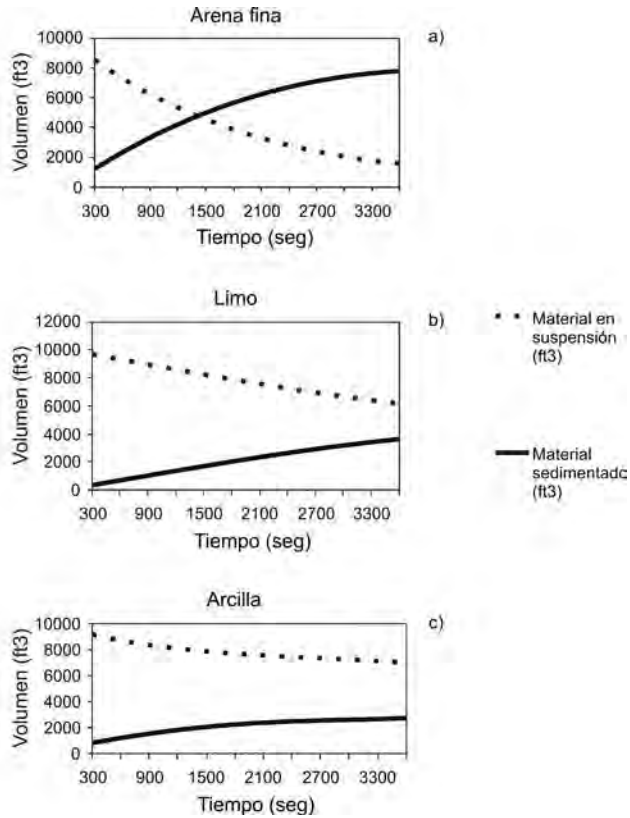 Arena fina
a)
Volumen (ft3)
10000
8000
6000
4000
2000
0
300 900 1500 2100 2700 3300
Tiempo (seg)
Limo
b)
Volumen (ft3)
12000
10000
8000
6000
4000
2000
0
300 900 1500 2100 2700 3300
Tiempo (seg)
Material en
suspensión
(ft3)
Material
sedimentado
(ft3)
Arcilla
c)
Volumen (ft3)
10000
8000
6000
4000
2000
0
300 900 1500 2100 2700 3300
Tiempo (seg)